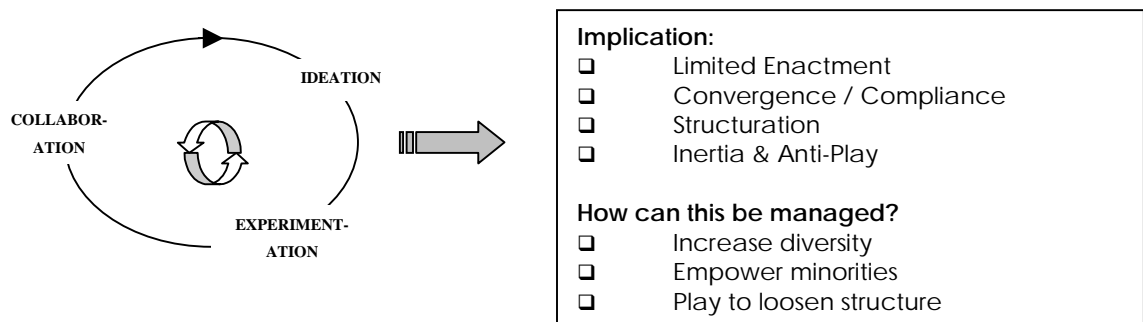 IDEATION
COLLABOR-
ATION
EXPERIMENT-
ATION
Implication:
❑ Limited Enactment
❑ Convergence / Compliance
❑ Structuration
❑ Inertia & Anti-Play
How can this be managed?
❑ Increase diversity
❑ Empower minorities
❑ Play to loosen structure